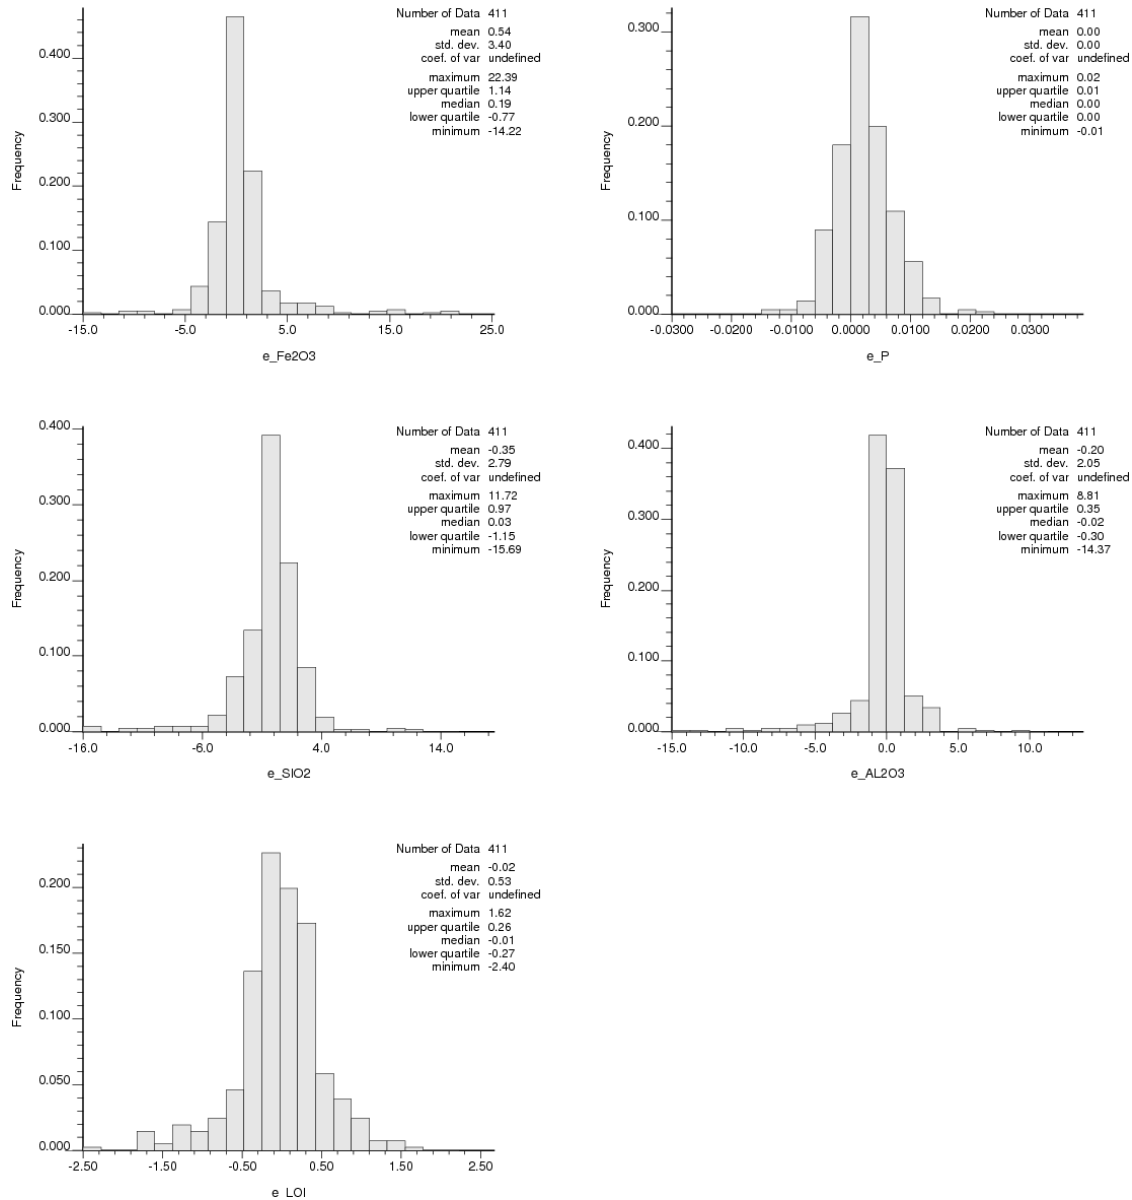 Number of Data 411
mean 0.54
std. dev. 3.40
coef. of var undefined
maximum 22.39
upper quartile 1.14
median 0.19
lower quartile -0.77
minimum -14.22
Frequency
0.400
0.300
0.200
0.100
0.000
-15.0 -5.0 5.0 15.0 25.0
e_Fe2O3
Number of Data 411
mean 0.00
std. dev. 0.00
coef. of var undefined
maximum 0.02
upper quartile 0.01
median 0.00
lower quartile 0.00
minimum -0.01
Frequency
0.300
0.200
0.100
0.000
-0.0300 -0.0200 -0.0100 0.0000 0.0100 0.0200 0.0300
e_P
Number of Data 411
mean -0.35
std. dev. 2.79
coef. of var undefined
maximum 11.72
upper quartile 0.97
median 0.03
lower quartile -1.15
minimum -15.69
Frequency
0.400
0.300
0.200
0.100
0.000
-16.0 -6.0 4.0 14.0
e_SIO2
Number of Data 411
mean -0.20
std. dev. 2.05
coef. of var undefined
maximum 8.81
upper quartile 0.35
median -0.02
lower quartile -0.30
minimum -14.37
Frequency
0.400
0.300
0.200
0.100
0.000
-15.0 -10.0 -5.0 0.0 5.0 10.0
e_AL2O3
Number of Data 411
mean -0.02
std. dev. 0.53
coef. of var undefined
maximum 1.62
upper quartile 0.26
median -0.01
lower quartile -0.27
minimum -2.40
Frequency
0.200
0.150
0.100
0.050
0.000
-2.50 -1.50 -0.50 0.50 1.50 2.50
e_LOI